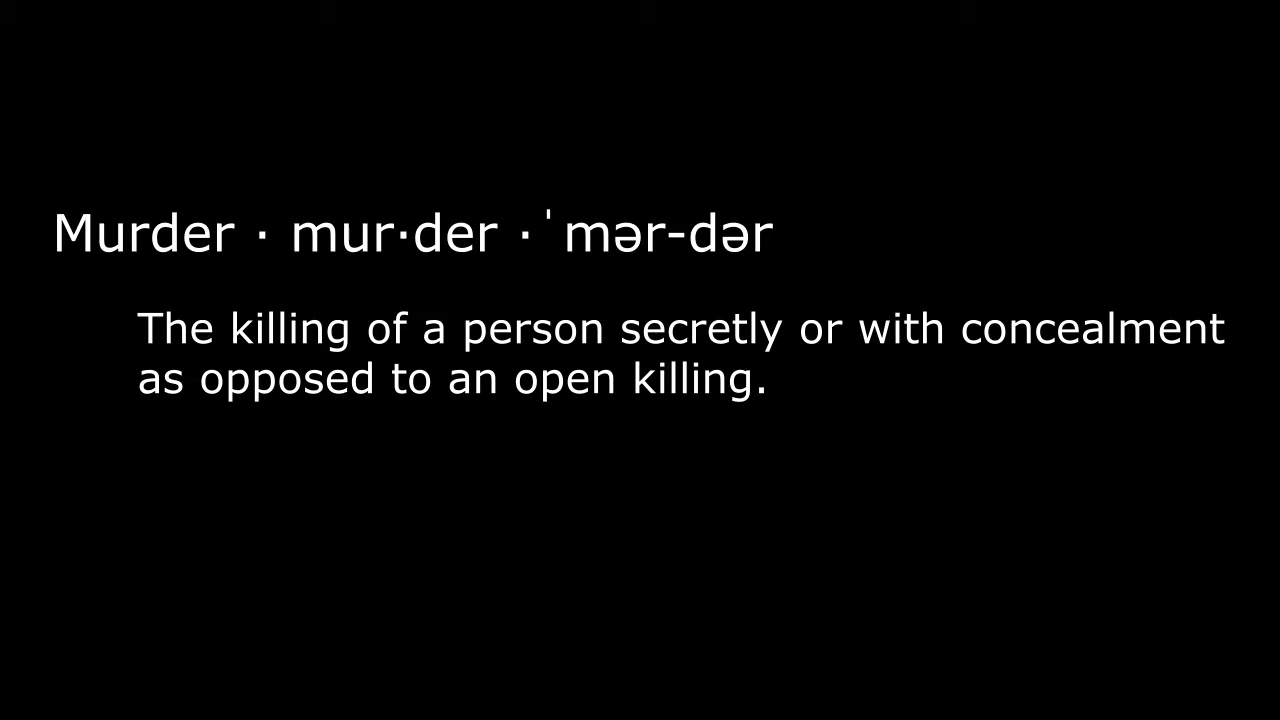 Murder · mur·der ·ˈmər-dər
The killing of a person secretly or with concealment
as opposed to an open killing.